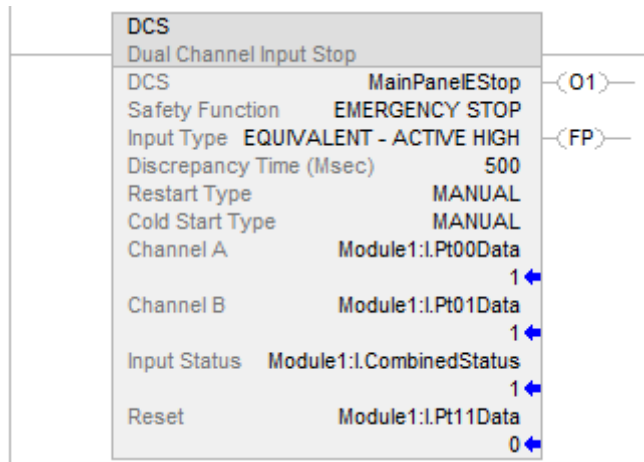 DCS
Dual Channel Input Stop
DCS MainPanelEStop O1
Safety Function EMERGENCY STOP
Input Type EQUIVALENT - ACTIVE HIGH FP
Discrepancy Time (Msec) 500
Restart Type MANUAL
Cold Start Type MANUAL
Channel A Module1:I.Pt00Data
1
Channel B Module1:I.Pt01Data
1
Input Status Module1:I.CombinedStatus
1
Reset Module1:I.Pt11Data
0